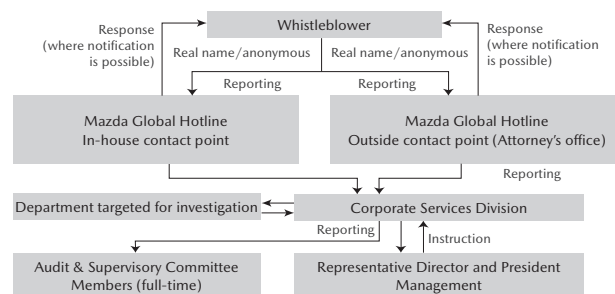 Whistleblower
Response
(where notification
is possible)
Real name/anonymous
Real name/anonymous
Response
(where notification
is possible)
Reporting
Reporting
Mazda Global Hotline
In-house contact point
Mazda Global Hotline
Outside contact point (Attorney's office)
Reporting
Department targeted for investigation
Corporate Services Division
Reporting
Instruction
Audit & Supervisory Committee
Members (full-time)
Representative Director and President
Management